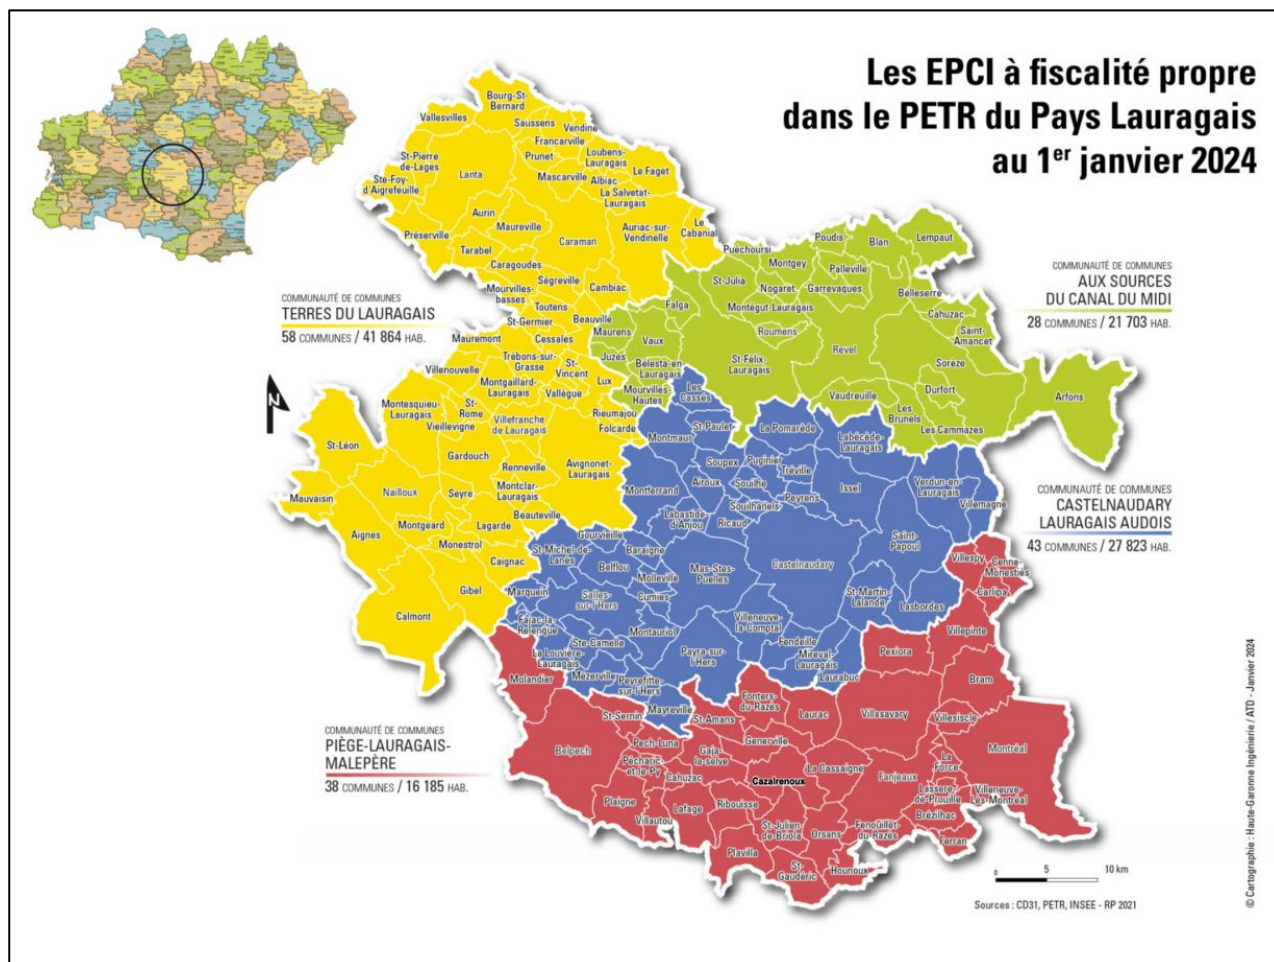 Les EPCI à fiscalité propre
dans le PETR du Pays Lauragais
au 1er janvier 2024
COMMUNAUTÉ DE COMMUNES
TERRES DU LAURAGAIS
58 COMMUNES / 41 864 HAB.
COMMUNAUTÉ DE COMMUNES
AUX SOURCES
DU CANAL DU MIDI
28 COMMUNES / 21 703 HAB.
COMMUNAUTÉ DE COMMUNES
CASTELNAUDARY
LAURAGAIS AUDOIS
43 COMMUNES / 27 823 HAB.
COMMUNAUTÉ DE COMMUNES
PIÈGE-LAURAGAIS-
MALEPÈRE
38 COMMUNES / 16 185 HAB.
N
Bourg-St-
Bernard
Vallesvilles
Saussens
Vendine
Francarville
Prunet
Loubens-
Lauragais
St-Pierre
de-Lages
Le Faget
Lanta
Mascarville
Albiac
Ste-Foy-
d'Aigrefeuille
La Salvetat-
Lauragais
Aurin
Maureville
Auriac-sur-
Vendinelle
Le
Cabanial
Préserville
Caraman
Tarabel
Caragoudes
Ségreville
Mourvilles-
basses
Cambiac
Toutens
St-Germier
Beauville
Mauremont
Cessales
Trébons-sur-
Grasse
Villenouvelle
St-
Vincent
Montgaillard-
Lauragais
Lux
Vallègue
Montesquieu-
Lauragais
St-
Rome
Rieumajou
Vieillevigne
Villefranche
de Lauragais
Folcarde
St-Léon
Gardouch
Renneville
Avignonet-
Lauragais
Nailloux
Seyre
Montclar-
Lauragais
Mauvaisin
Beauteville
Aignes
Montgeard
Lagarde
Monestrol
Caignac
Gibel
Calmont
Puéchoursi
Poudis
Blan
Lempaut
Montgey
Palleville
St-Julia
Nogaret
Garrevaques
Belleserre
Falga
Montégut-Lauragais
Cahuzac
Maurens
Vaux
Roumens
Saint-
Amancet
Juzes
Revel
Bélesta-en-
Lauragais
St-Félix-
Lauragais
Sorèze
Mourvilles-
Hautes
Vaudreuille
Durfort
Arfons
Les
Brunels
Les Cammazes
Les
Cassés
St-Paulet
La Pomarède
Montmaur
Labécède-
Lauragais
Soupex
Puginier
Tréville
Montferrand
Airoux
Souilhe
Issel
Verdun-en-
Lauragais
Peyrens
Souilhanels
Villemagne
Labastide-
d'Anjou
Ricaud
Gourvieille
Saint-
Papoul
St-Michel-de-
Lanès
Baraigne
Belflou
Mas-Stes-
Puelles
Castelnaudary
Molleville
Marquein
Salles-
sur-l'Hers
Cumiès
St-Martin-
Lalande
Lasbordes
Fajac-la-
Relenque
Villeneuve-
la-Comptal
Montauriol
Ste-Camelle
Fendeille
La Louvière-
Lauragais
Payra-sur-
l'Hers
Mireval-
Lauragais
Mézerville
Peyrefitte-
sur-l'Hers
Laurabuc
Mayreville
Villespy
Cenne-
Monestiés
Carlipa
Villepinte
Pexiora
Bram
Molandier
Fonters-
du-Razès
Villasavary
Villesiscle
St-Sernin
St-Amans
Laurac
Montréal
Belpech
Pech-Luna
Generville
La
Force
Pécharic-
et-le-Py
Gaja-
la-selve
La Cassaigne
Cahuzac
Cazalrenoux
Fanjeaux
Lasserre-
de-Prouille
Villeneuve-
Les-Montréal
Plaigne
Lafage
Ribouisse
Brézilhac
Villautou
St-Julien-
de-Briola
Orsans
Fenouillet-
du-Razès
Ferran
Plavilla
St-
Gauderic
Hounoux
0 5 10 km
Sources : CD31, PETR, INSEE - RP 2021
© Cartographie : Haute-Garonne Ingénierie / ATD - Janvier 2024